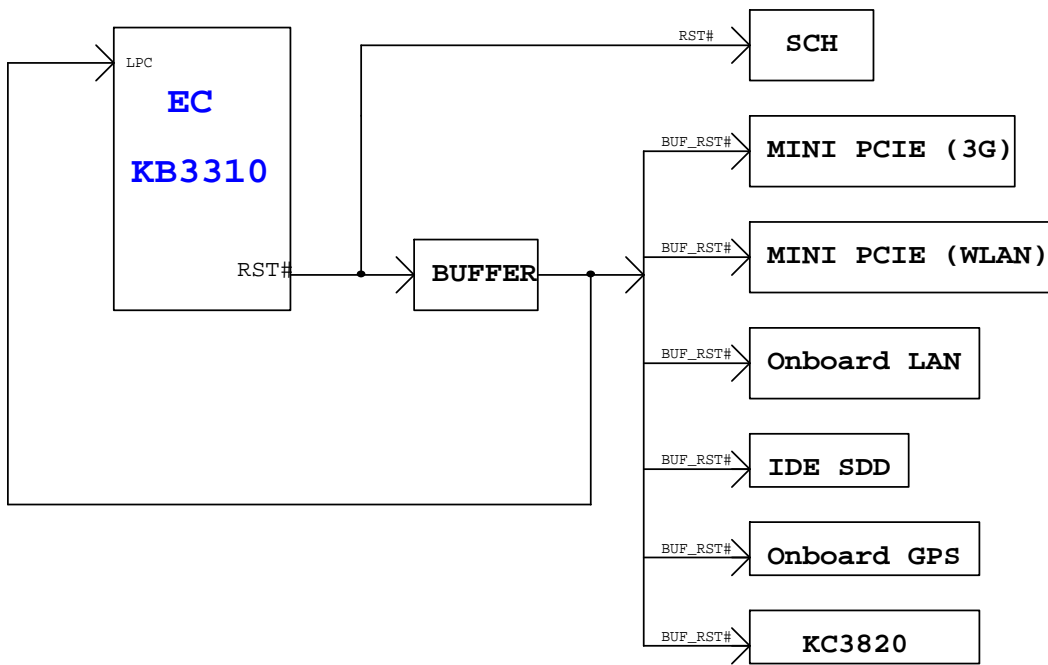 RST#
SCH
LPC
EC
KB3310
BUF_RST#
MINI PCIE (3G)
BUF_RST#
MINI PCIE (WLAN)
RST#
BUFFER
BUF_RST#
Onboard LAN
BUF_RST#
IDE SDD
BUF_RST#
Onboard GPS
BUF_RST#
KC3820